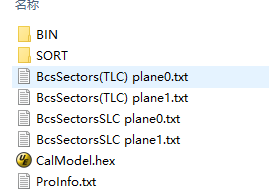 名称
BIN
SORT
BcsSectors(TLC) plane0.txt
BcsSectors(TLC) plane1.txt
BcsSectorsSLC plane0.txt
BcsSectorsSLC plane1.txt
CalModel.hex
ProInfo.txt